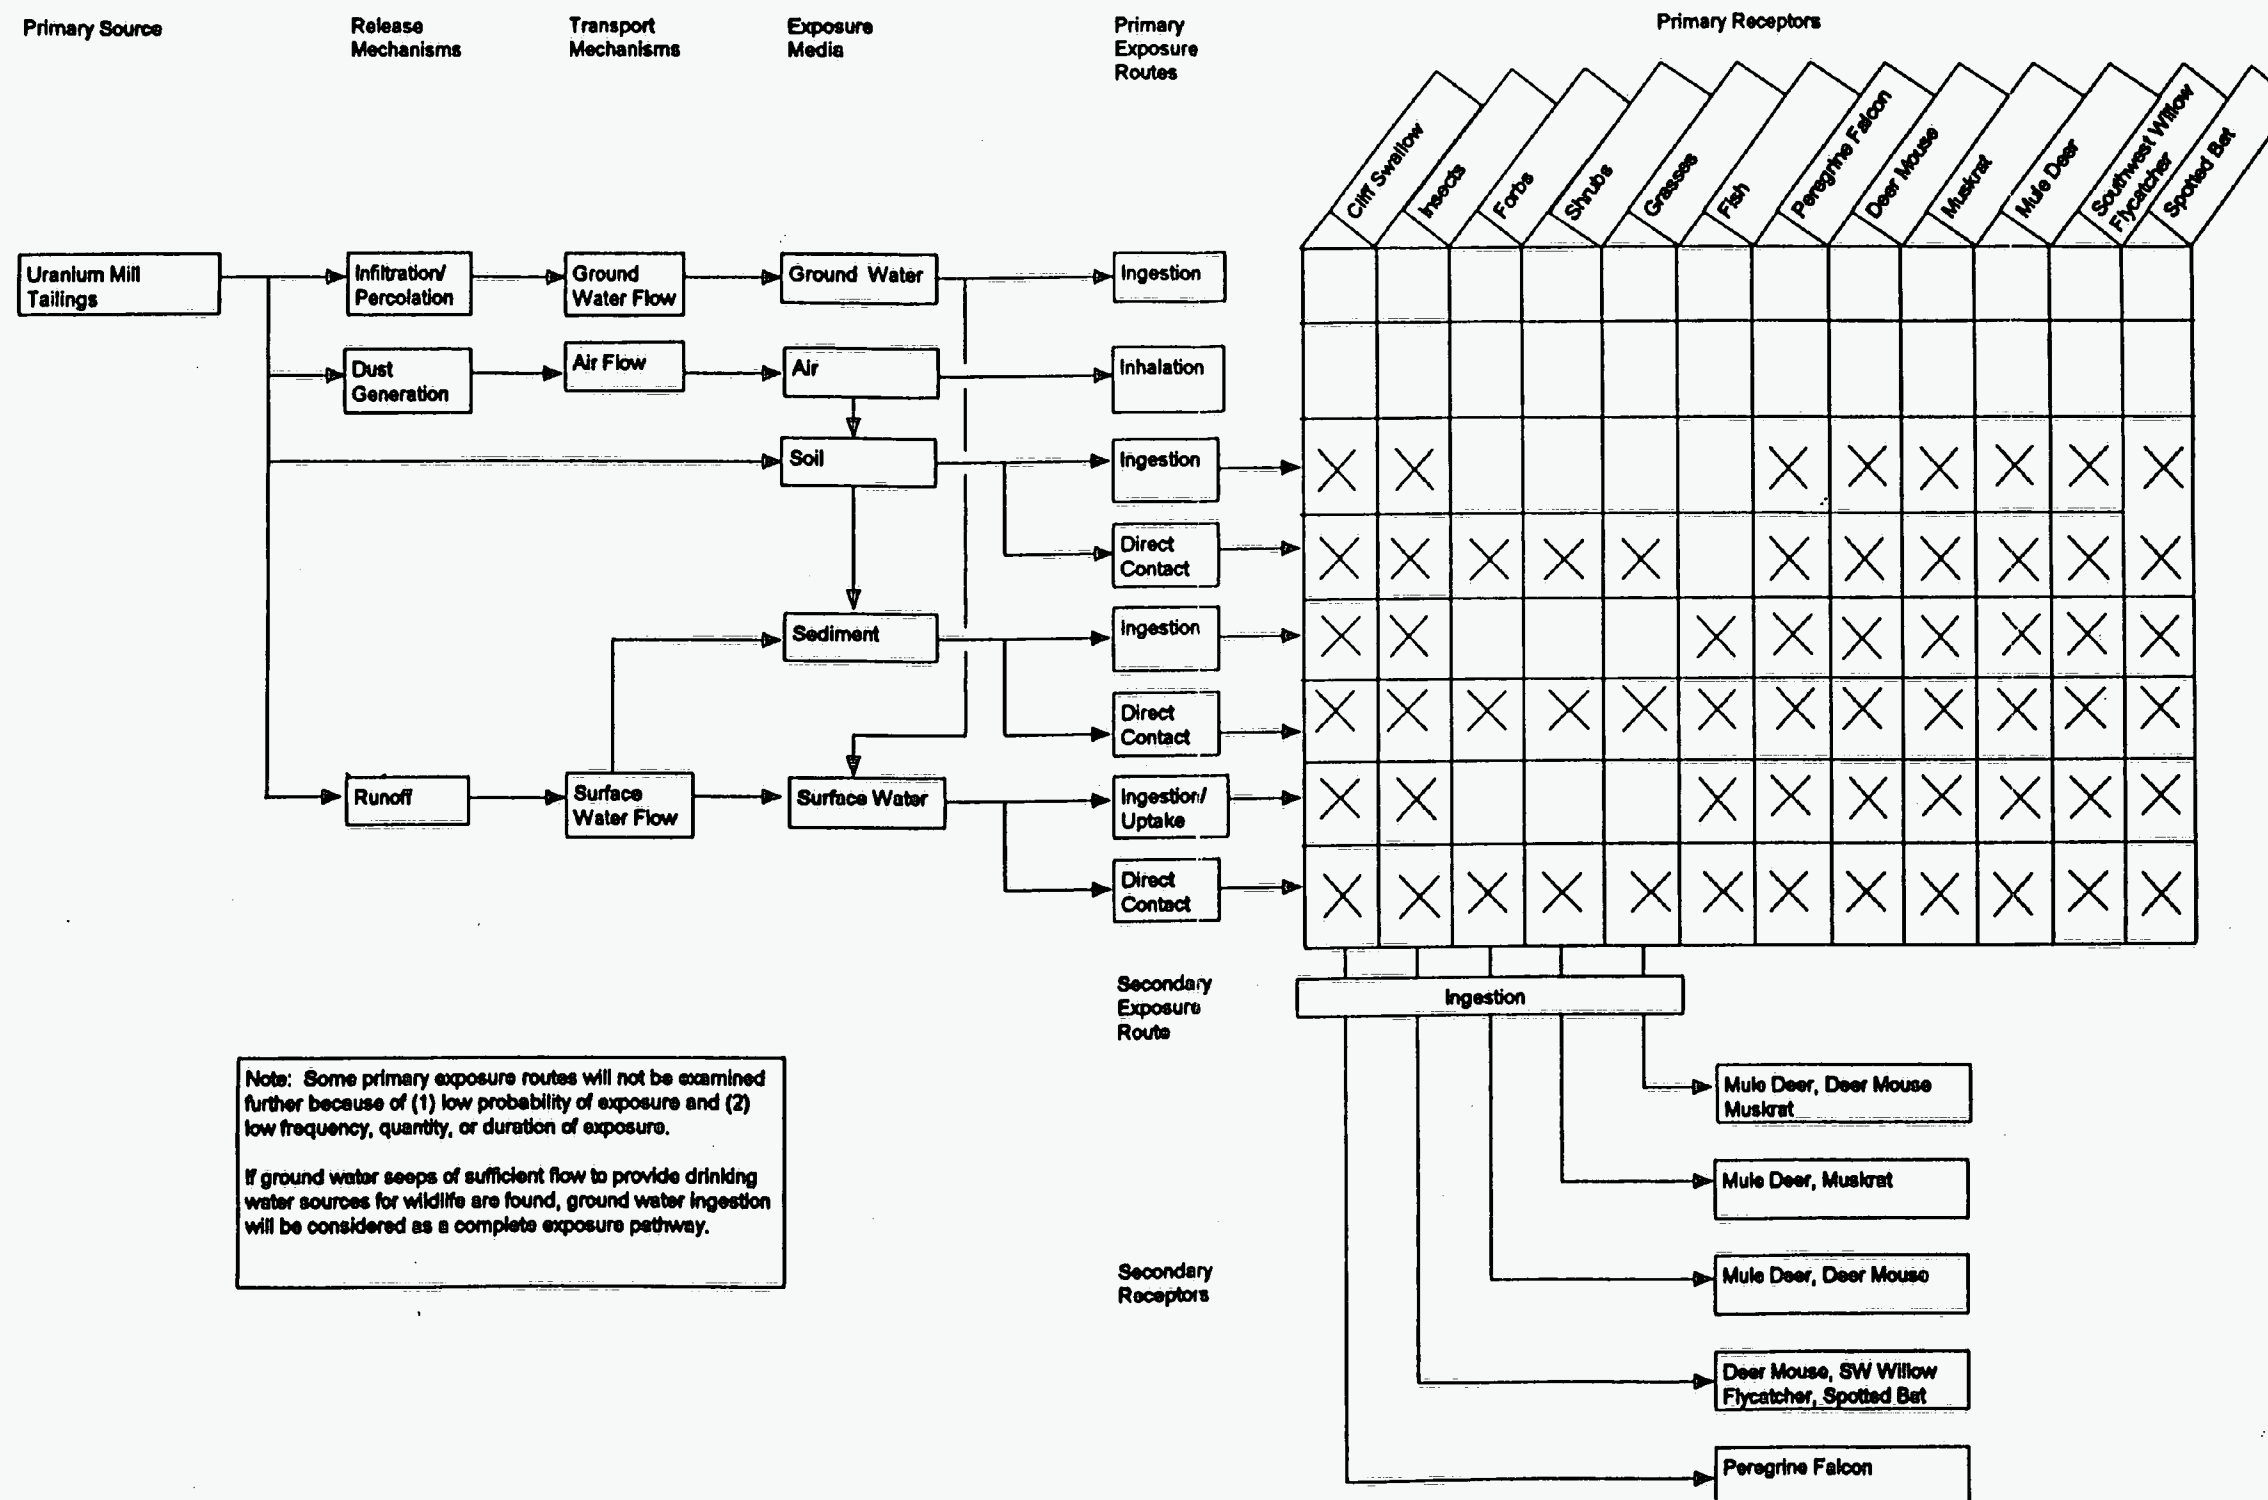 Primary Source
Release
Mechanisms
Transport
Mechanisms
Exposure
Media
Primary
Exposure
Routes
Primary Receptors
Cliff Swallow
Insects
Forbs
Shrubs
Grasses
Fish
Peregrine Falcon
Deer Mouse
Muskrat
Mule Deer
Southwest Willow
Flycatcher
Spotted Bat
Uranium Mill
Tailings
Infiltration/
Percolation
Ground
Water Flow
Ground Water
Ingestion
Dust
Generation
Air Flow
Air
Inhalation
Soil
Ingestion
Direct
Contact
Sediment
Ingestion
Direct
Contact
Runoff
Surface
Water Flow
Surface Water
Ingestion/
Uptake
Direct
Contact
Secondary
Exposure
Route
Ingestion
Note: Some primary exposure routes will not be examined
further because of (1) low probability of exposure and (2)
low frequency, quantity, or duration of exposure.
If ground water seeps of sufficient flow to provide drinking
water sources for wildlife are found, ground water ingestion
will be considered as a complete exposure pathway.
Mule Deer, Deer Mouse
Muskrat
Mule Deer, Muskrat
Secondary
Receptors
Mule Deer, Deer Mouse
Deer Mouse, SW Willow
Flycatcher, Spotted Bat
Peregrine Falcon